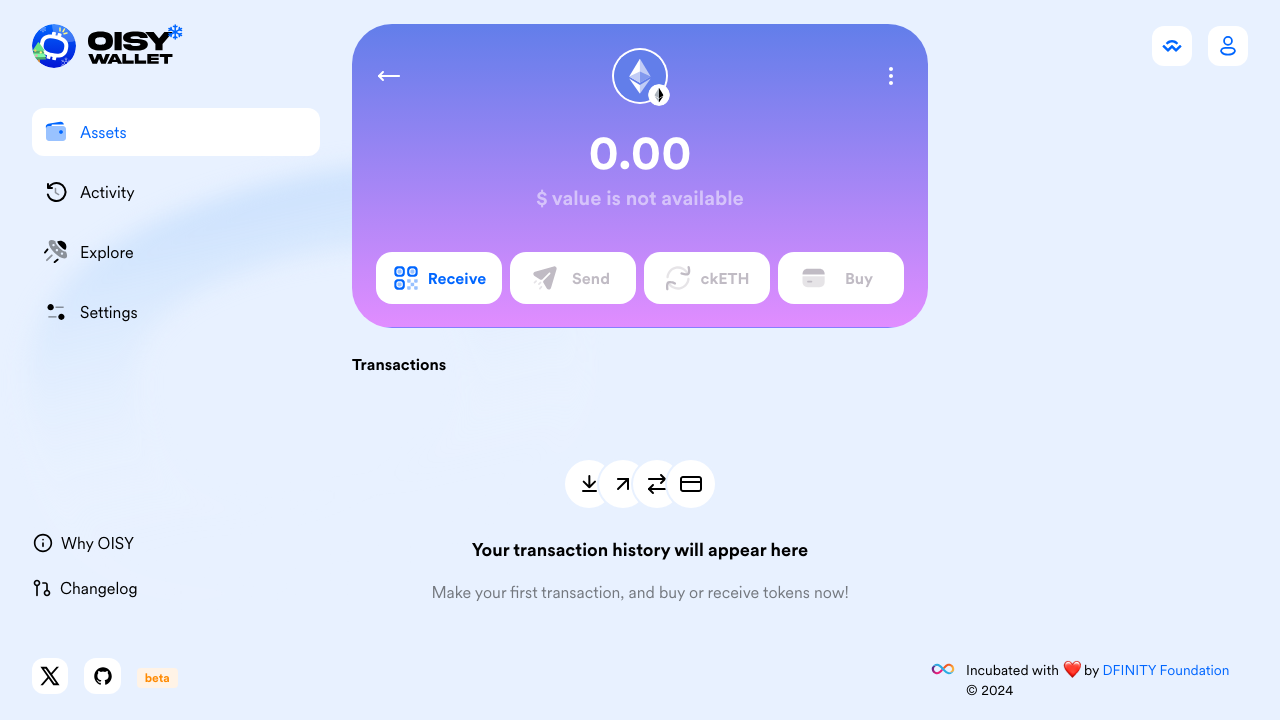 OISY
WALLET
Assets
Activity
Explore
Settings
Why OISY
Changelog
beta
0.00
$ value is not available
Receive
Send
ckETH
Buy
Transactions
Your transaction history will appear here
Make your first transaction, and buy or receive tokens now!
Incubated with ❤️ by DFINITY Foundation
© 2024